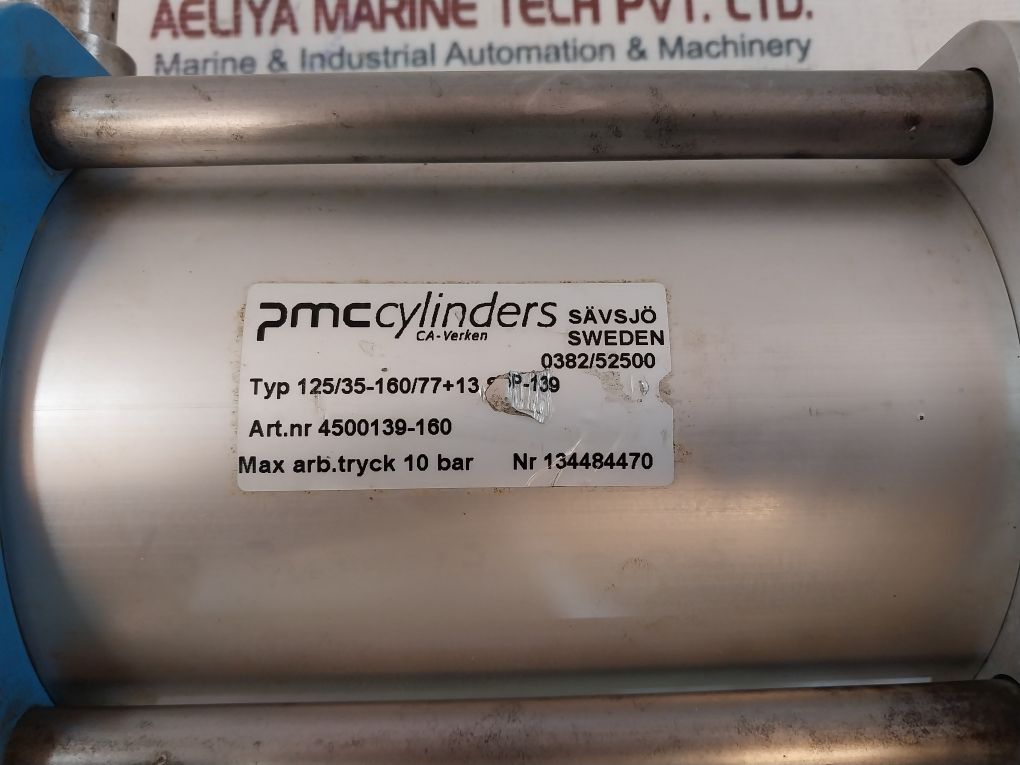 AELIYA MARINE TECH PVT. LTD.
Marine & Industrial Automation & Machinery
pmccylinders
CA-Verken
SÄVSJÖ
SWEDEN
0382/52500
Typ 125/35-160/77+13 -139
Art.nr 4500139-160
Max arb.tryck 10 bar Nr 134484470